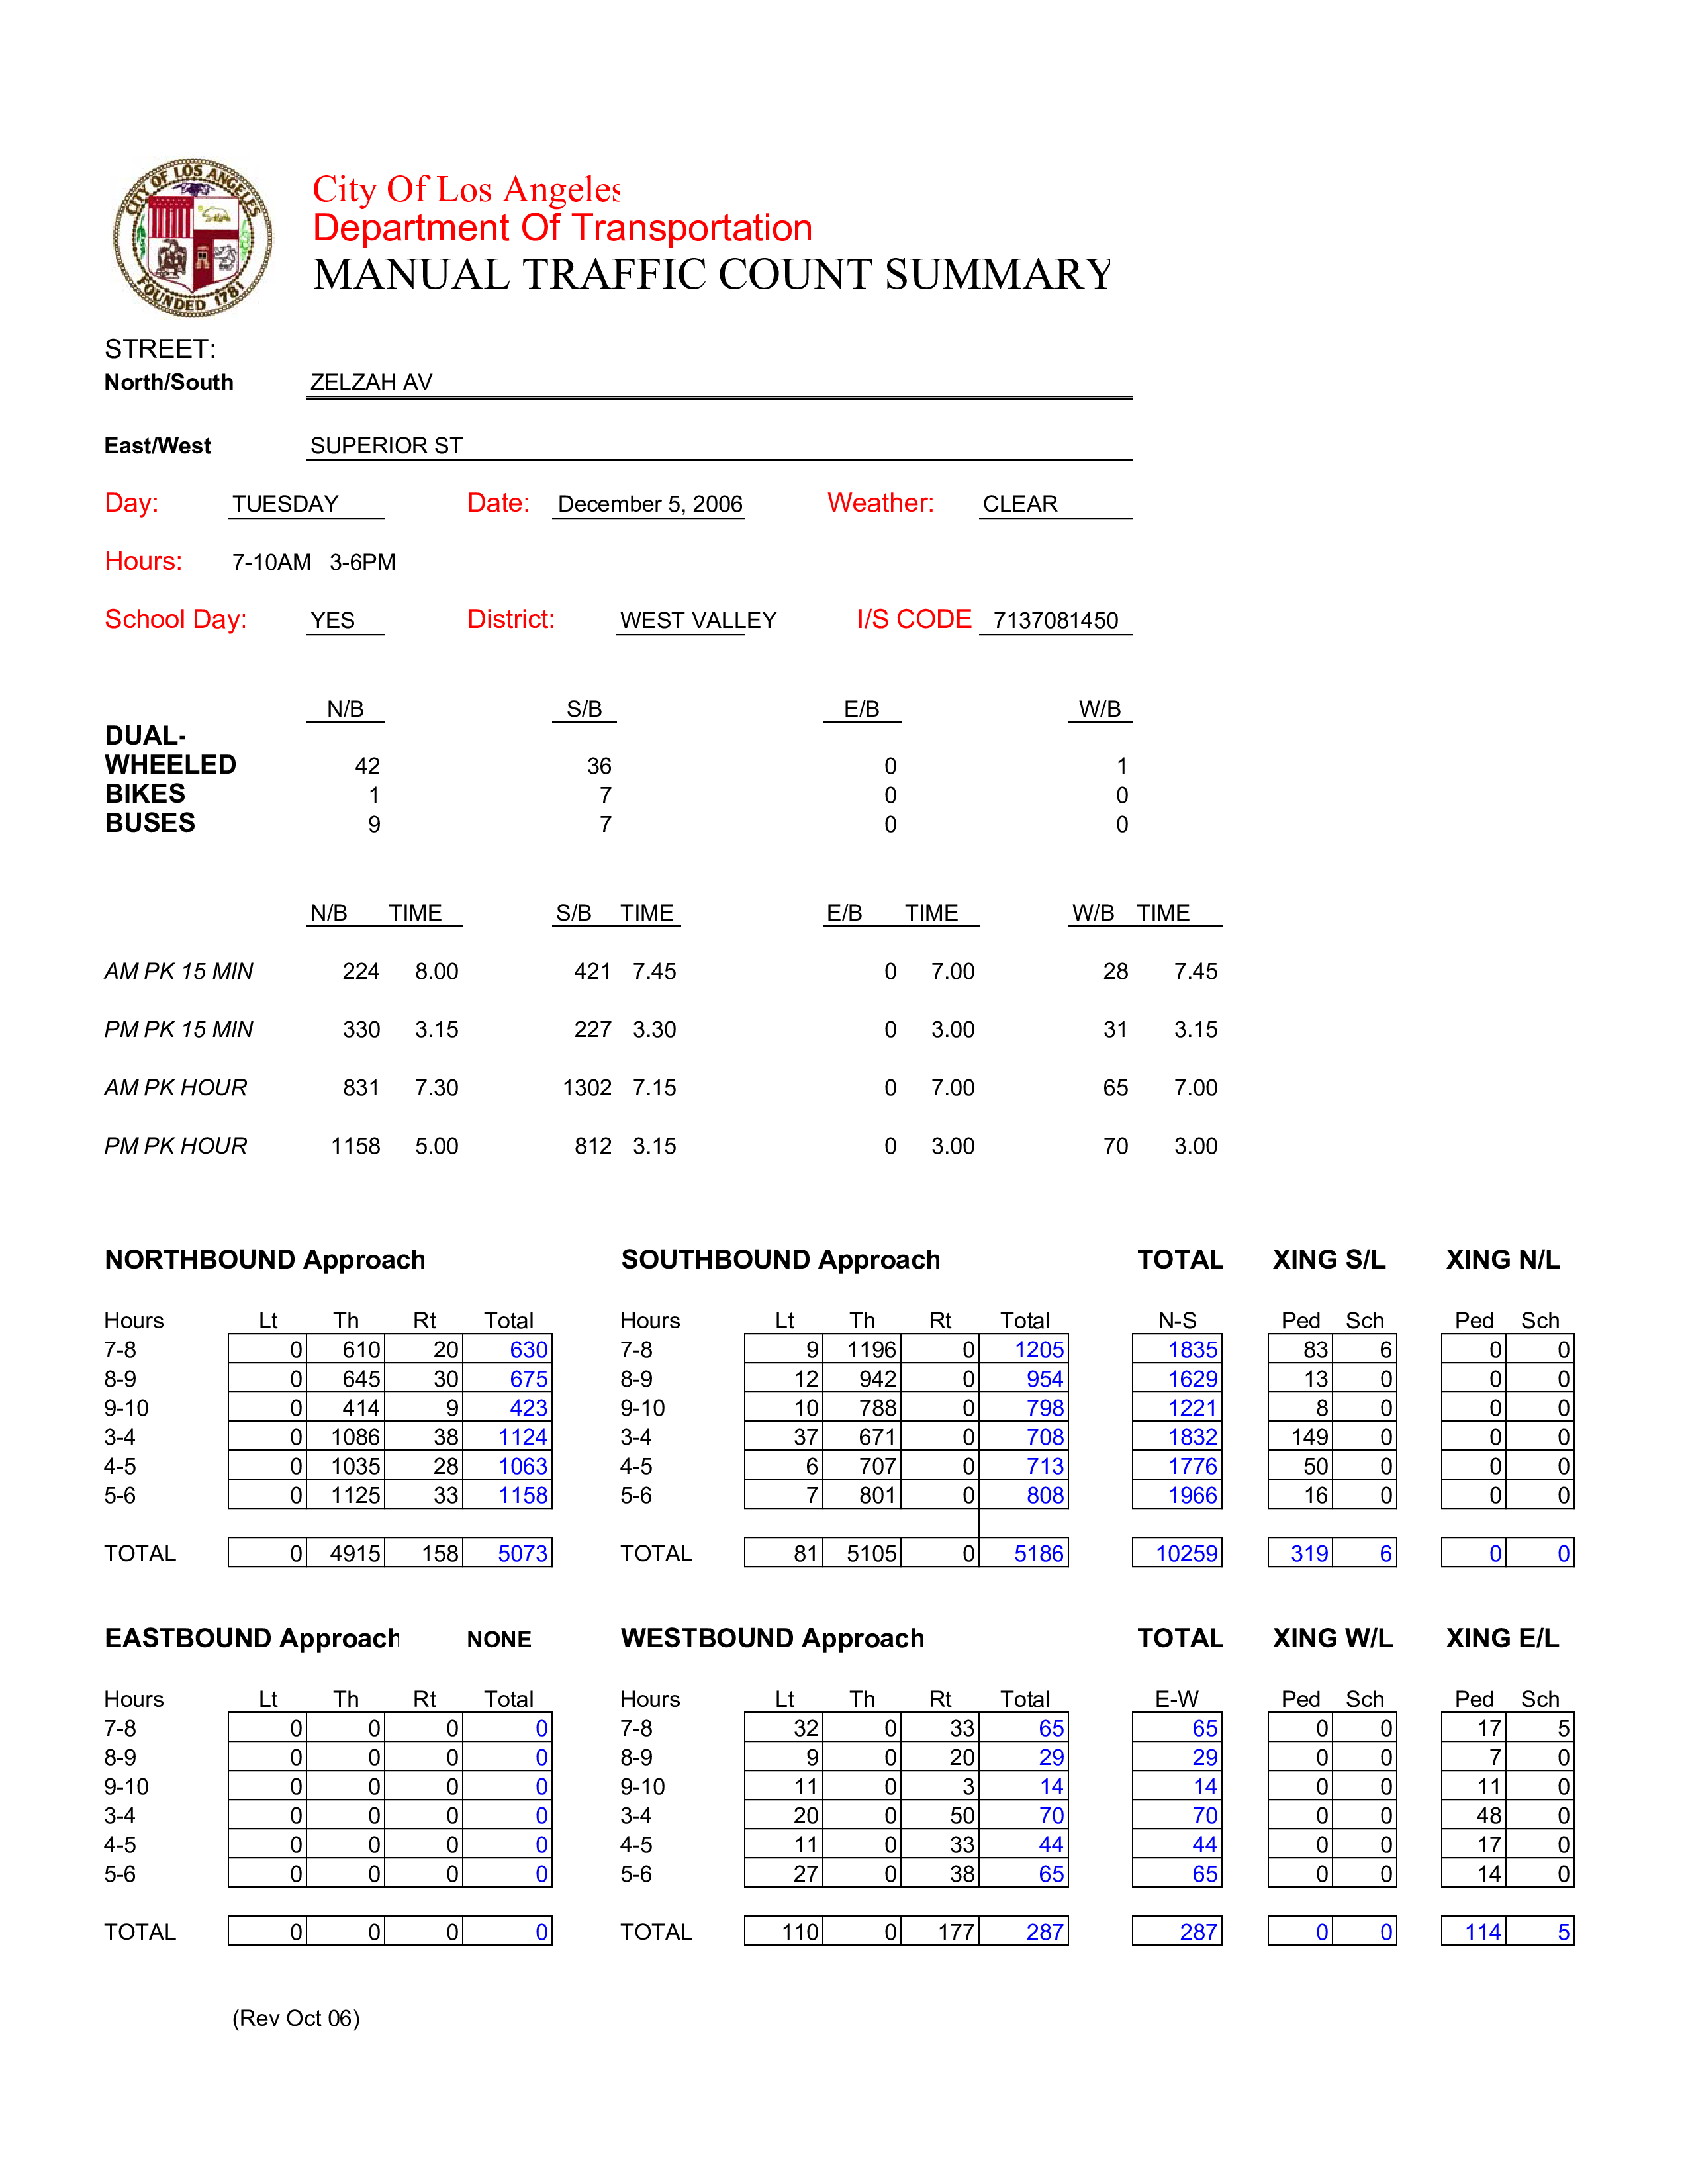 CITY OF LOS ANGELES
FOUNDED 1781
City Of Los Angeles
Department Of Transportation
MANUAL TRAFFIC COUNT SUMMARY
STREET:
North/South ZELZAH AV
East/West SUPERIOR ST
Day: TUESDAY Date: December 5, 2006 Weather: CLEAR
Hours: 7-10AM 3-6PM
School Day: YES District: WEST VALLEY I/S CODE 7137081450
N/B S/B E/B W/B
DUAL-
WHEELED 42 36 0 1
BIKES 1 7 0 0
BUSES 9 7 0 0
N/B TIME S/B TIME E/B TIME W/B TIME
AM PK 15 MIN 224 8.00 421 7.45 0 7.00 28 7.45
PM PK 15 MIN 330 3.15 227 3.30 0 3.00 31 3.15
AM PK HOUR 831 7.30 1302 7.15 0 7.00 65 7.00
PM PK HOUR 1158 5.00 812 3.15 0 3.00 70 3.00
NORTHBOUND Approach SOUTHBOUND Approach TOTAL XING S/L XING N/L
Hours Lt Th Rt Total Hours Lt Th Rt Total N-S Ped Sch Ped Sch
7-8 0 610 20 630 7-8 9 1196 0 1205 1835 83 6 0 0
8-9 0 645 30 675 8-9 12 942 0 954 1629 13 0 0 0
9-10 0 414 9 423 9-10 10 788 0 798 1221 8 0 0 0
3-4 0 1086 38 1124 3-4 37 671 0 708 1832 149 0 0 0
4-5 0 1035 28 1063 4-5 6 707 0 713 1776 50 0 0 0
5-6 0 1125 33 1158 5-6 7 801 0 808 1966 16 0 0 0
TOTAL 0 4915 158 5073 TOTAL 81 5105 0 5186 10259 319 6 0 0
EASTBOUND Approach NONE WESTBOUND Approach TOTAL XING W/L XING E/L
Hours Lt Th Rt Total Hours Lt Th Rt Total E-W Ped Sch Ped Sch
7-8 0 0 0 0 7-8 32 0 33 65 65 0 0 17 5
8-9 0 0 0 0 8-9 9 0 20 29 29 0 0 7 0
9-10 0 0 0 0 9-10 11 0 3 14 14 0 0 11 0
3-4 0 0 0 0 3-4 20 0 50 70 70 0 0 48 0
4-5 0 0 0 0 4-5 11 0 33 44 44 0 0 17 0
5-6 0 0 0 0 5-6 27 0 38 65 65 0 0 14 0
TOTAL 0 0 0 0 TOTAL 110 0 177 287 287 0 0 114 5
(Rev Oct 06)